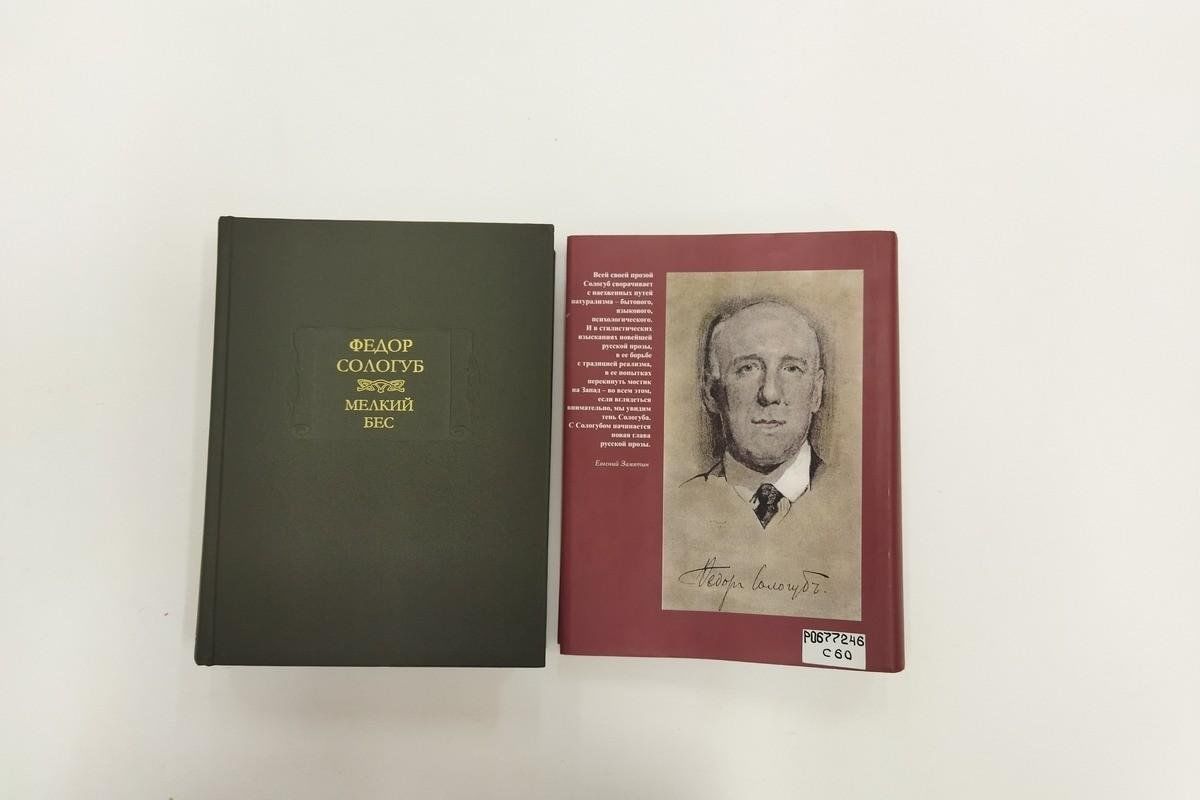 ФЕДОР
СОЛОГУБ
МЕЛКИЙ
БЕС
Всей своей прозой
Сологуб сворачивает
с наезженных путей
натурализма – бытового,
языкового,
психологического.
И в стилистических
изысканиях новейшей
русской прозы,
в ее борьбе
с традицией реализма,
в ее попытках
перекинуть мостик
на Запад – во всем этом,
если вглядеться
внимательно, мы увидим
тень Сологуба.
С Сологубом начинается
новая глава
русской прозы.
Евгений Замятин
Ѳедоръ Сологубъ.
Р0677246
С60